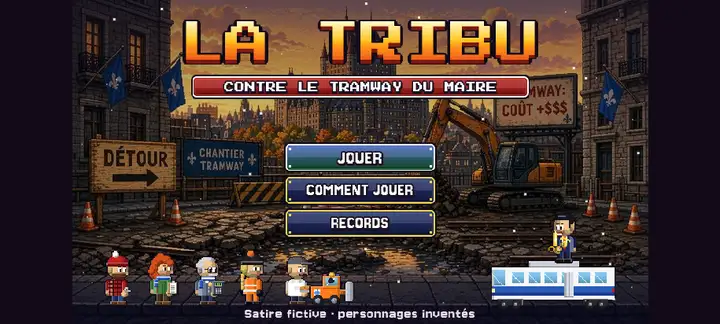 LA TRIBU
CONTRE LE TRAMWAY DU MAIRE
MWAY:
COÛT +$$$
DÉTOUR
CHANTIER
TRAMWAY
JOUER
COMMENT JOUER
RECORDS
Satire fictive · personnages inventés